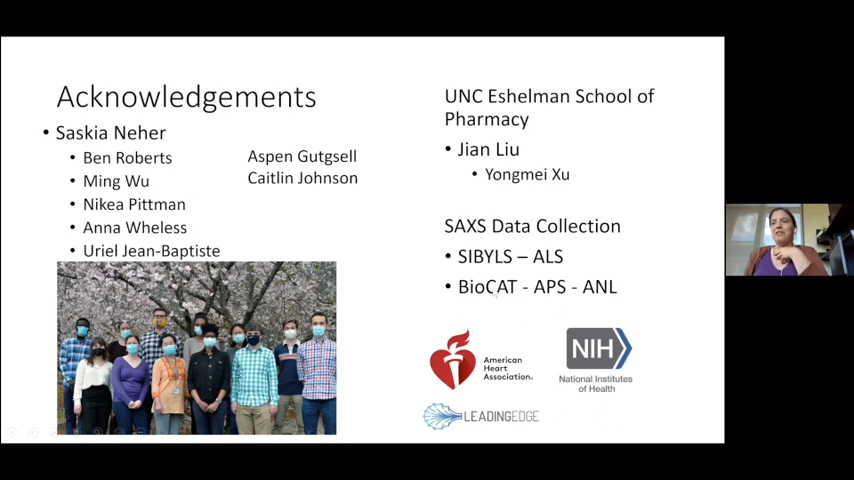 Acknowledgements
• Saskia Neher
• Ben Roberts
• Ming Wu
• Nikea Pittman
• Anna Wheless
• Uriel Jean-Baptiste
Aspen Gutgsell
Caitlin Johnson
UNC Eshelman School of
Pharmacy
• Jian Liu
• Yongmei Xu
SAXS Data Collection
• SIBYLS – ALS
• BioCAT - APS - ANL
American
Heart
Association.
NIH
National Institutes
of Health
LEADINGEDGE